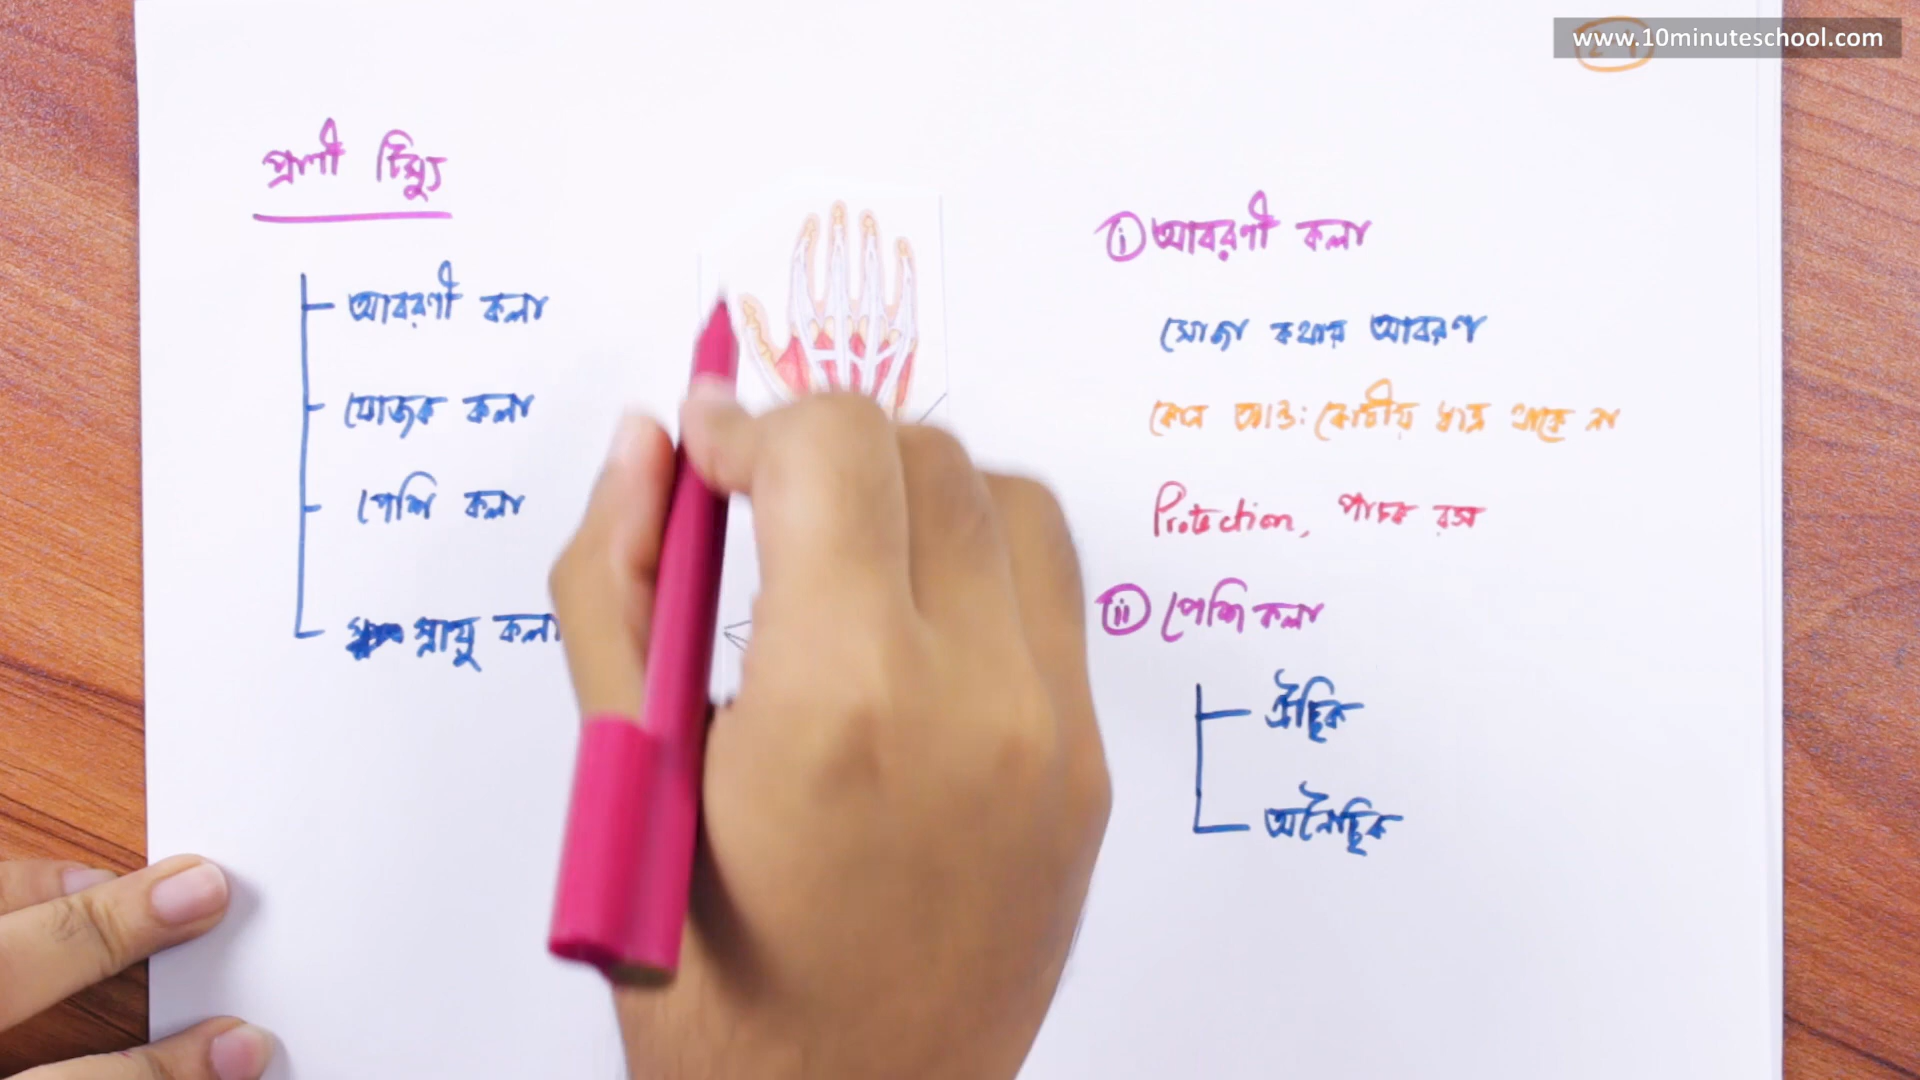 www.10minuteschool.com
প্রাণী টিস্যু
আবরণী কলা
যোজক কলা
পেশি কলা
স্নায়ু কলা
i আবরণী কলা
সোজা কথায় আবরণ
কোন আন্তঃকোষীয় ধাত্র থাকে না
Protection, পাচক রস
ii পেশি কলা
ঐচ্ছিক
অনৈচ্ছিক